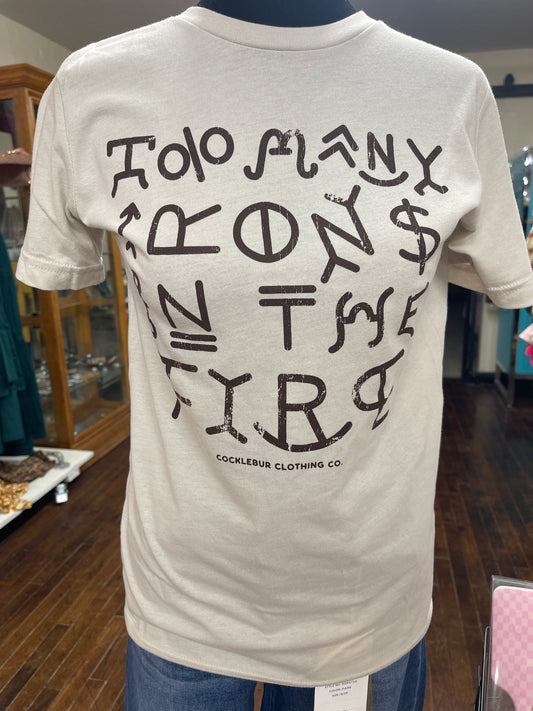 TOO MANY
IRONS
IN THE
FIRE
COCKLEBUR CLOTHING CO.